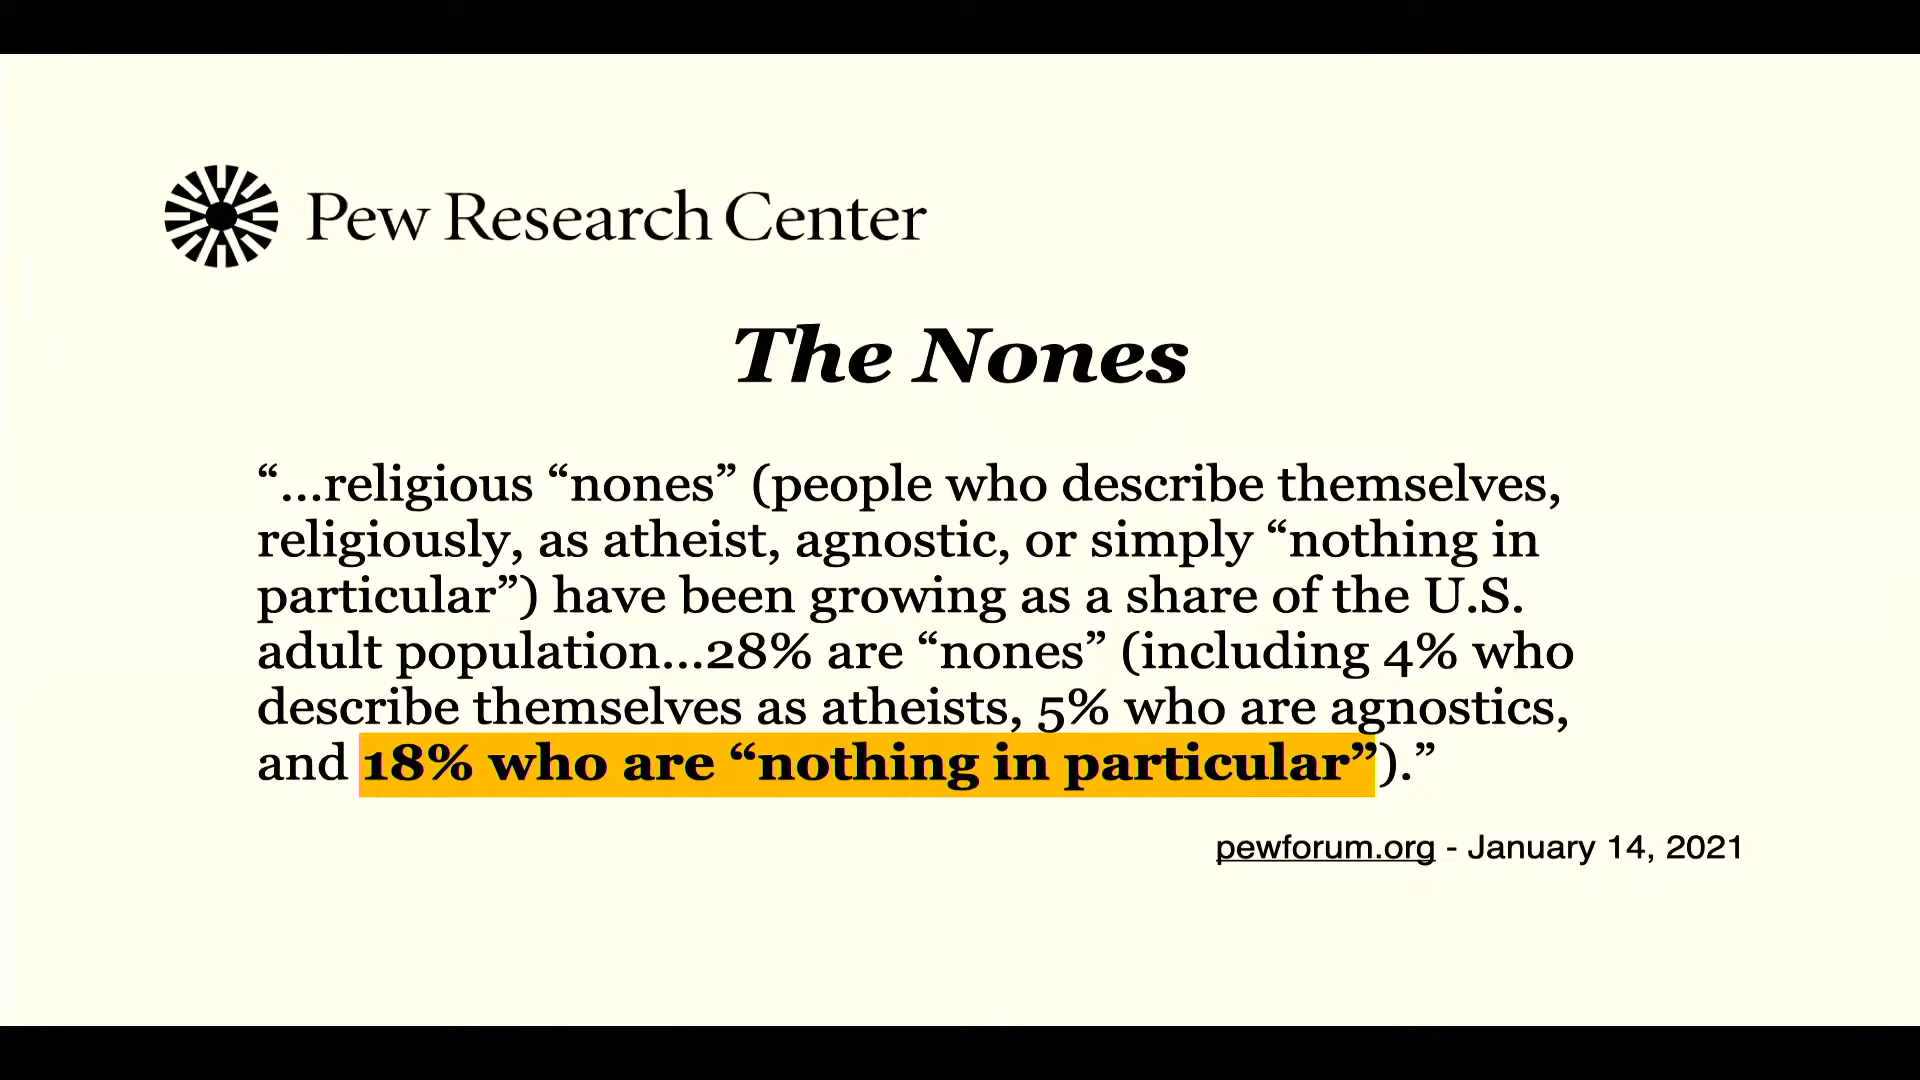 Pew Research Center
The Nones
“...religious “nones” (people who describe themselves,
religiously, as atheist, agnostic, or simply “nothing in
particular”) have been growing as a share of the U.S.
adult population...28% are “nones” (including 4% who
describe themselves as atheists, 5% who are agnostics,
and 18% who are “nothing in particular”).”
pewforum.org - January 14, 2021